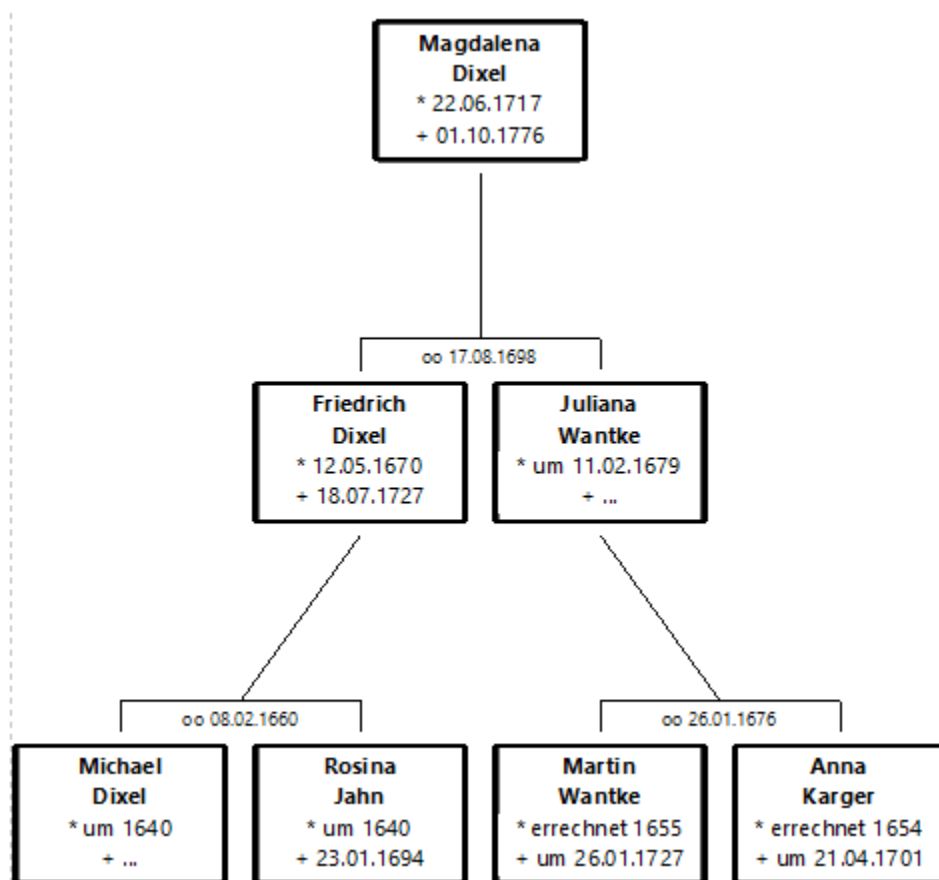 Magdalena
Dixel
* 22.06.1717
+ 01.10.1776
oo 17.08.1698
Friedrich
Dixel
* 12.05.1670
+ 18.07.1727
Juliana
Wantke
* um 11.02.1679
+ ...
oo 08.02.1660
oo 26.01.1676
Michael
Dixel
* um 1640
+ ...
Rosina
Jahn
* um 1640
+ 23.01.1694
Martin
Wantke
* errechnet 1655
+ um 26.01.1727
Anna
Karger
* errechnet 1654
+ um 21.04.1701